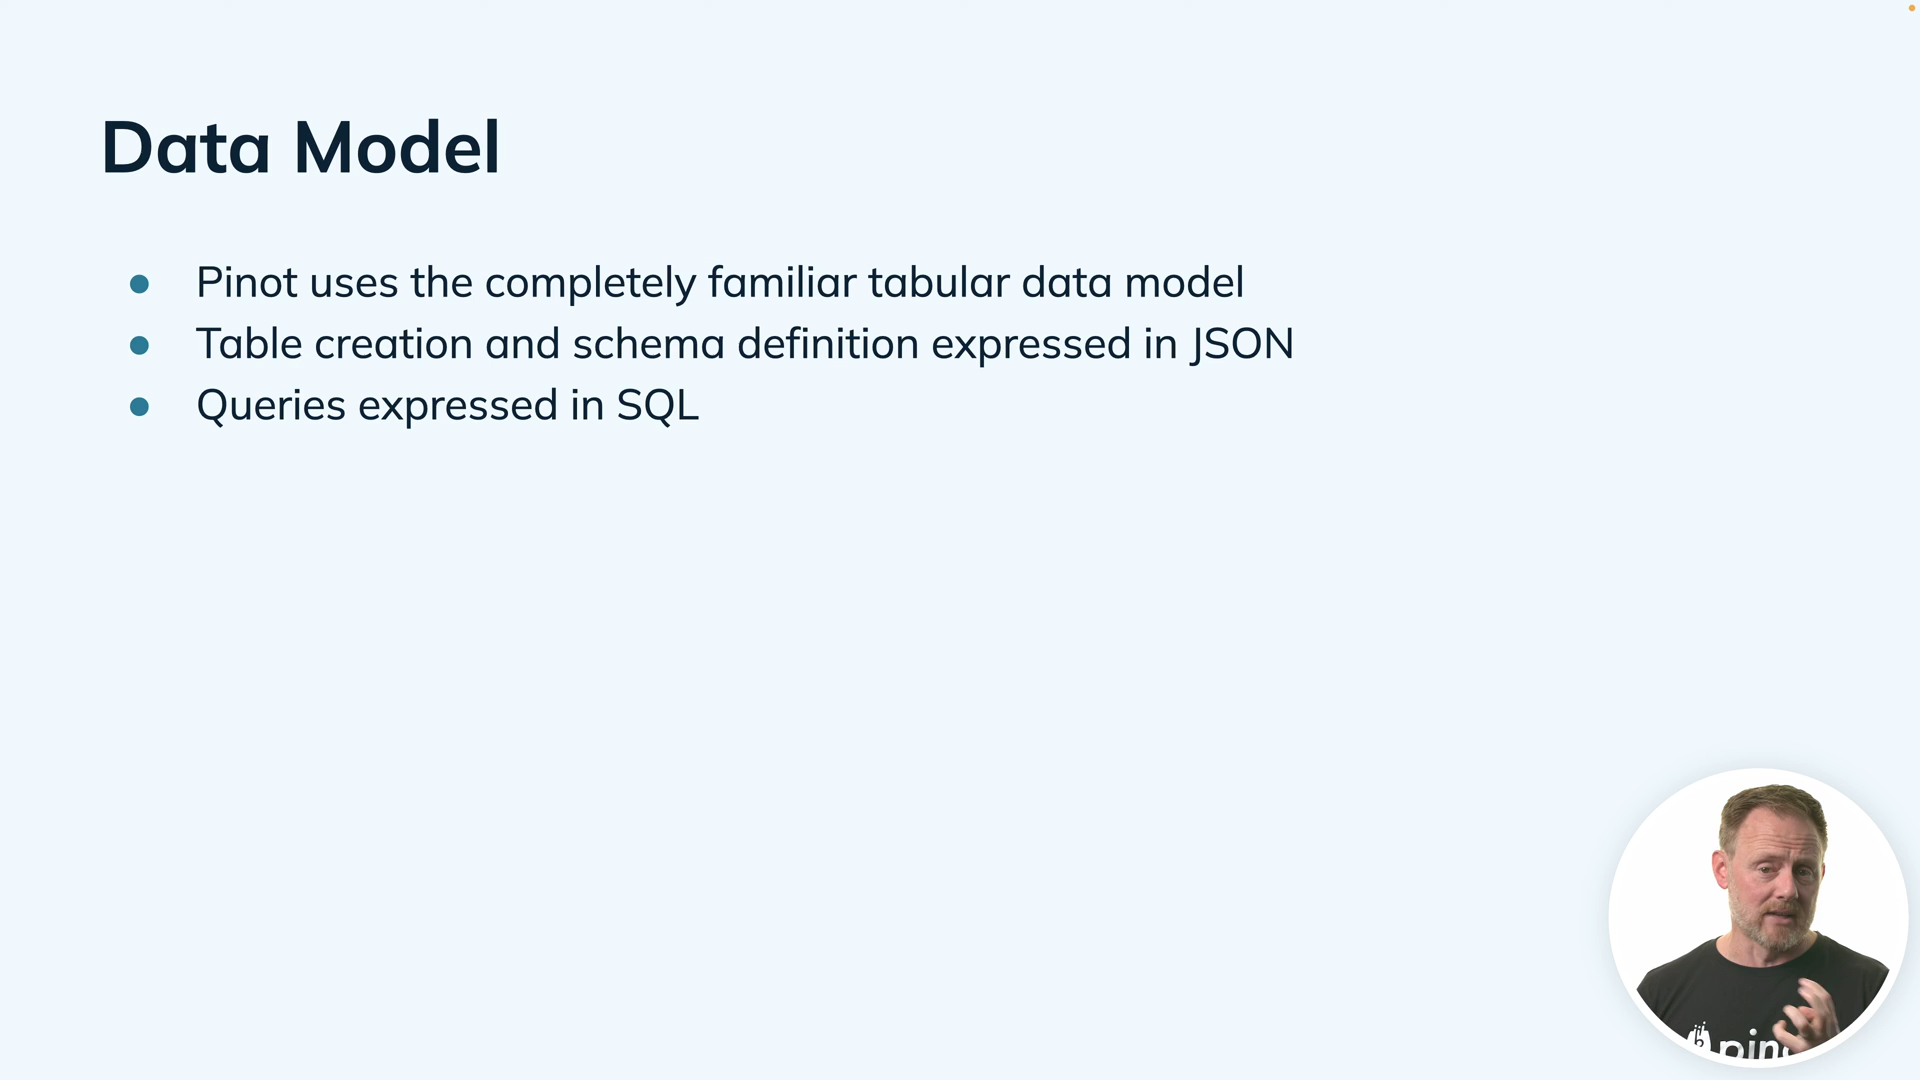 Data Model
Pinot uses the completely familiar tabular data model
Table creation and schema definition expressed in JSON
Queries expressed in SQL